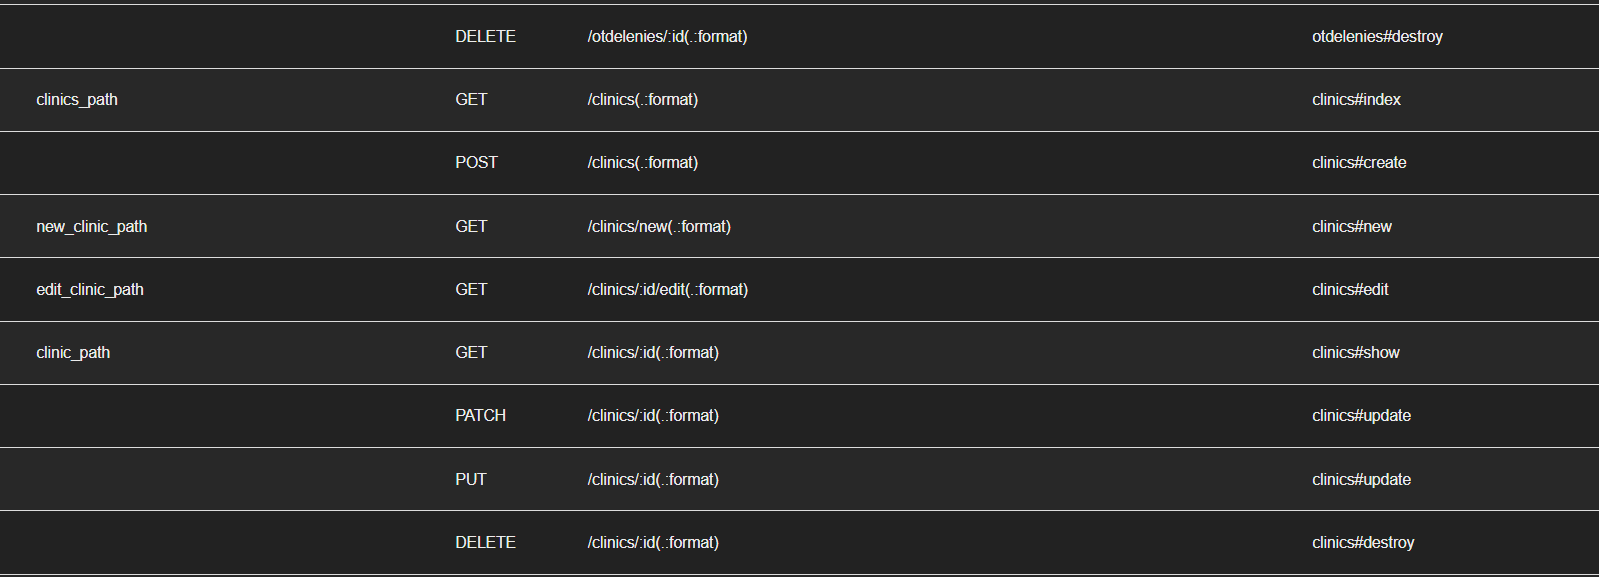 DELETE /otdelenies/:id(.:format) otdelenies#destroy
clinics_path GET /clinics(.:format) clinics#index
POST /clinics(.:format) clinics#create
new_clinic_path GET /clinics/new(.:format) clinics#new
edit_clinic_path GET /clinics/:id/edit(.:format) clinics#edit
clinic_path GET /clinics/:id(.:format) clinics#show
PATCH /clinics/:id(.:format) clinics#update
PUT /clinics/:id(.:format) clinics#update
DELETE /clinics/:id(.:format) clinics#destroy